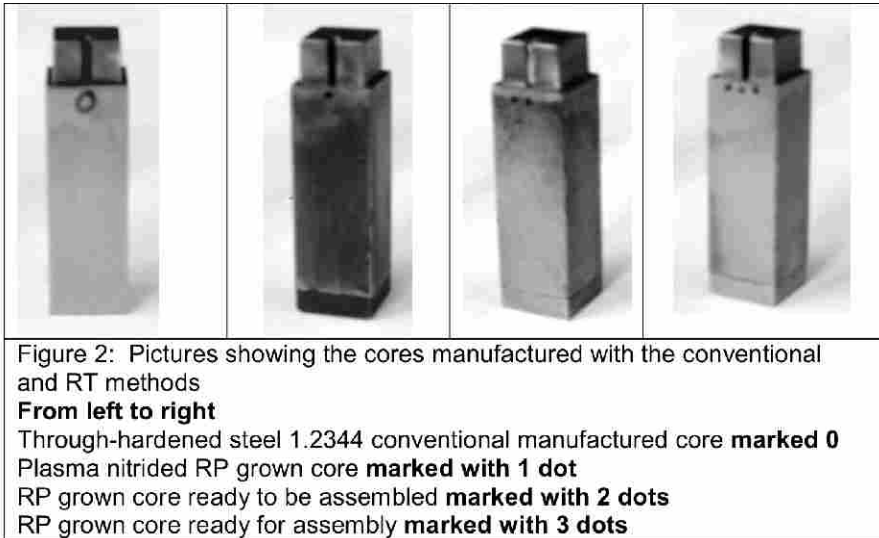 Figure 2:  Pictures showing the cores manufactured with the conventional
and RT methods
From left to right
Through-hardened steel 1.2344 conventional manufactured core marked 0
Plasma nitrided RP grown core marked with 1 dot
RP grown core ready to be assembled marked with 2 dots
RP grown core ready for assembly marked with 3 dots